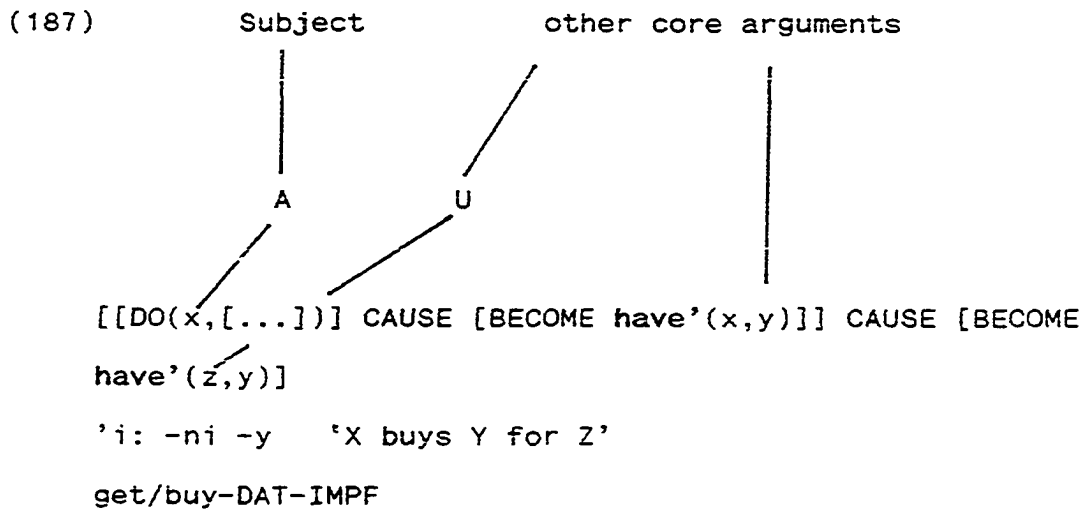 (187) Subject other core arguments
A U
[[DO(x,[...])] CAUSE [BECOME have'(x,y)]] CAUSE [BECOME
have'(z,y)]
'i: -ni -y 'X buys Y for Z'
get/buy-DAT-IMPF